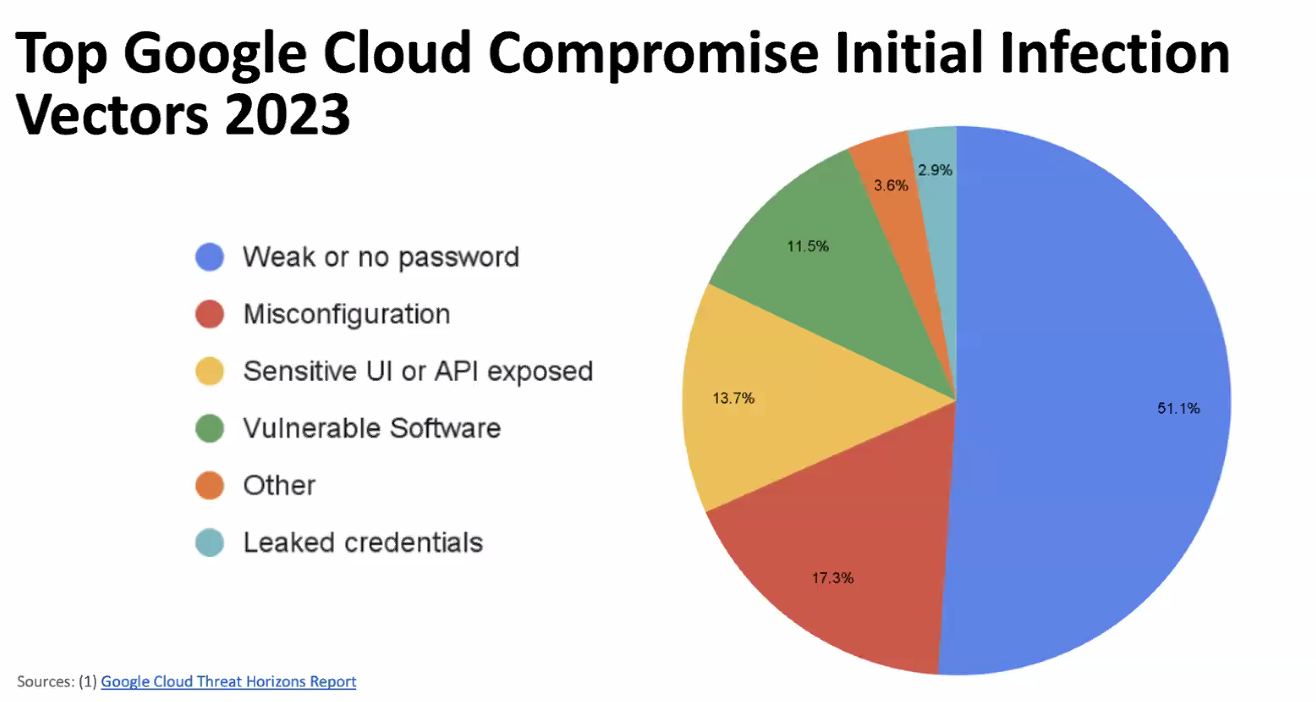 Top Google Cloud Compromise Initial Infection
Vectors 2023
Weak or no password
Misconfiguration
Sensitive UI or API exposed
Vulnerable Software
Other
Leaked credentials
2.9%
3.6%
11.5%
13.7%
51.1%
17.3%
Sources: (1) Google Cloud Threat Horizons Report